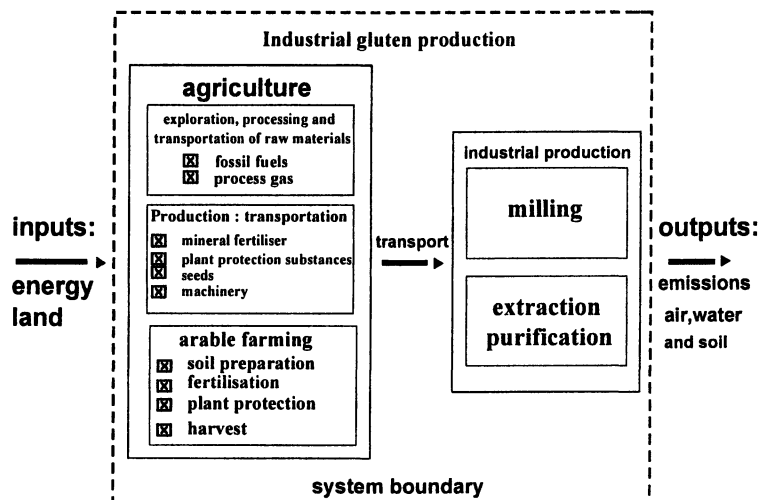 Industrial gluten production
inputs:
energy
land
agriculture
exploration, processing and
transportation of raw materials
fossil fuels
process gas
Production : transportation
mineral fertiliser
plant protection substances
seeds
machinery
arable farming
soil preparation
fertilisation
plant protection
harvest
transport
industrial production
milling
extraction
purification
outputs:
emissions
air,water
and soil
system boundary